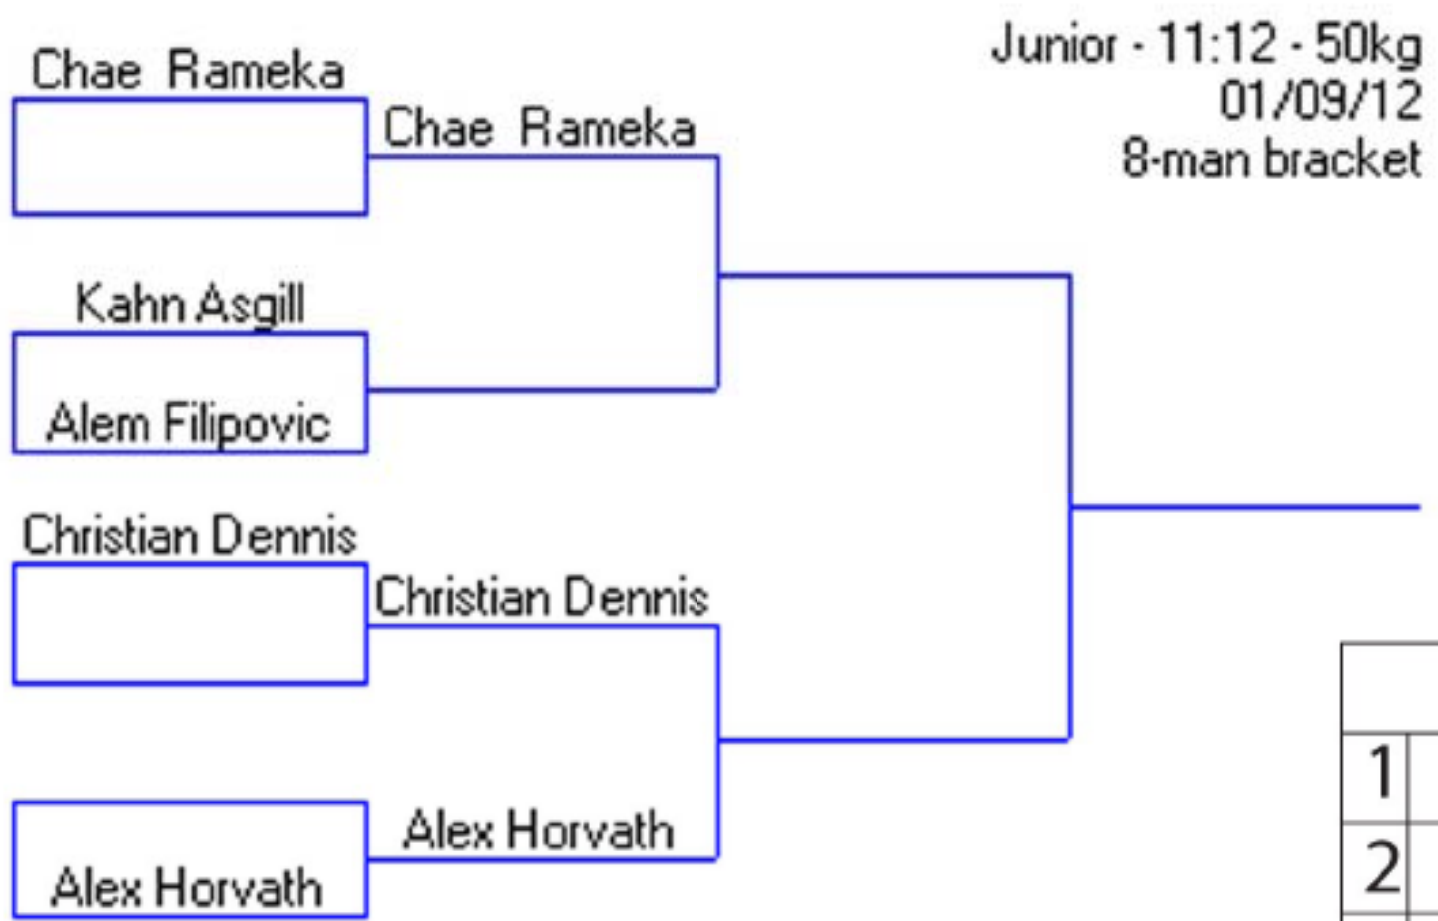 Junior - 11:12 - 50kg
01/09/12
8-man bracket
Chae Rameka
Chae Rameka
Kahn Asgill
Alem Filipovic
Christian Dennis
Christian Dennis
Alex Horvath
Alex Horvath
1
2